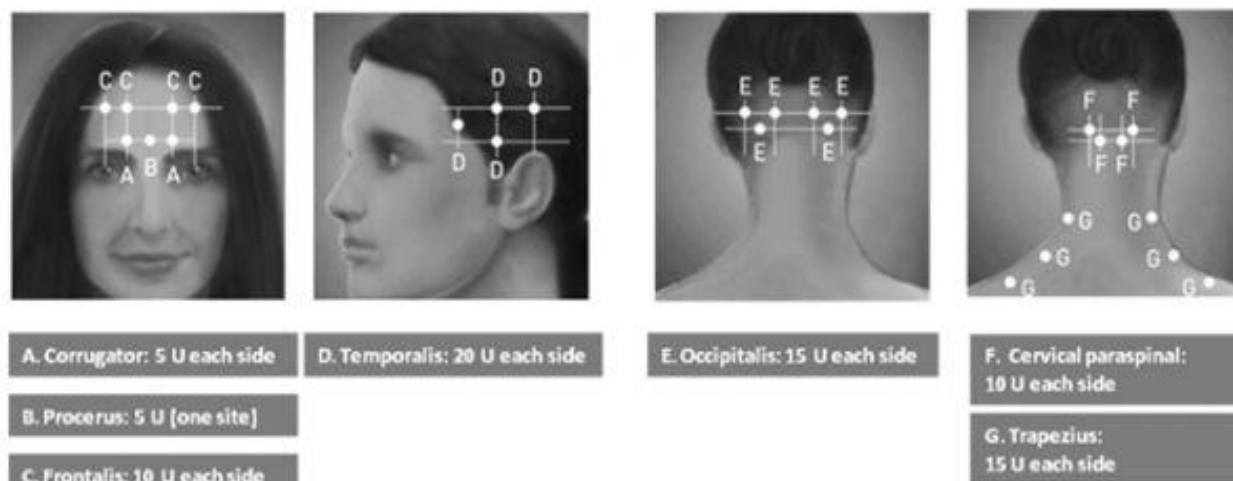 C C C C
A B A
D D
D D
E E E E
E E
F F
F F
G G
G G
G G
A. Corrugator: 5 U each side
B. Procerus: 5 U (one site)
C. Frontalis: 10 U each side
D. Temporalis: 20 U each side
E. Occipitalis: 15 U each side
F. Cervical paraspinal:
10 U each side
G. Trapezius:
15 U each side